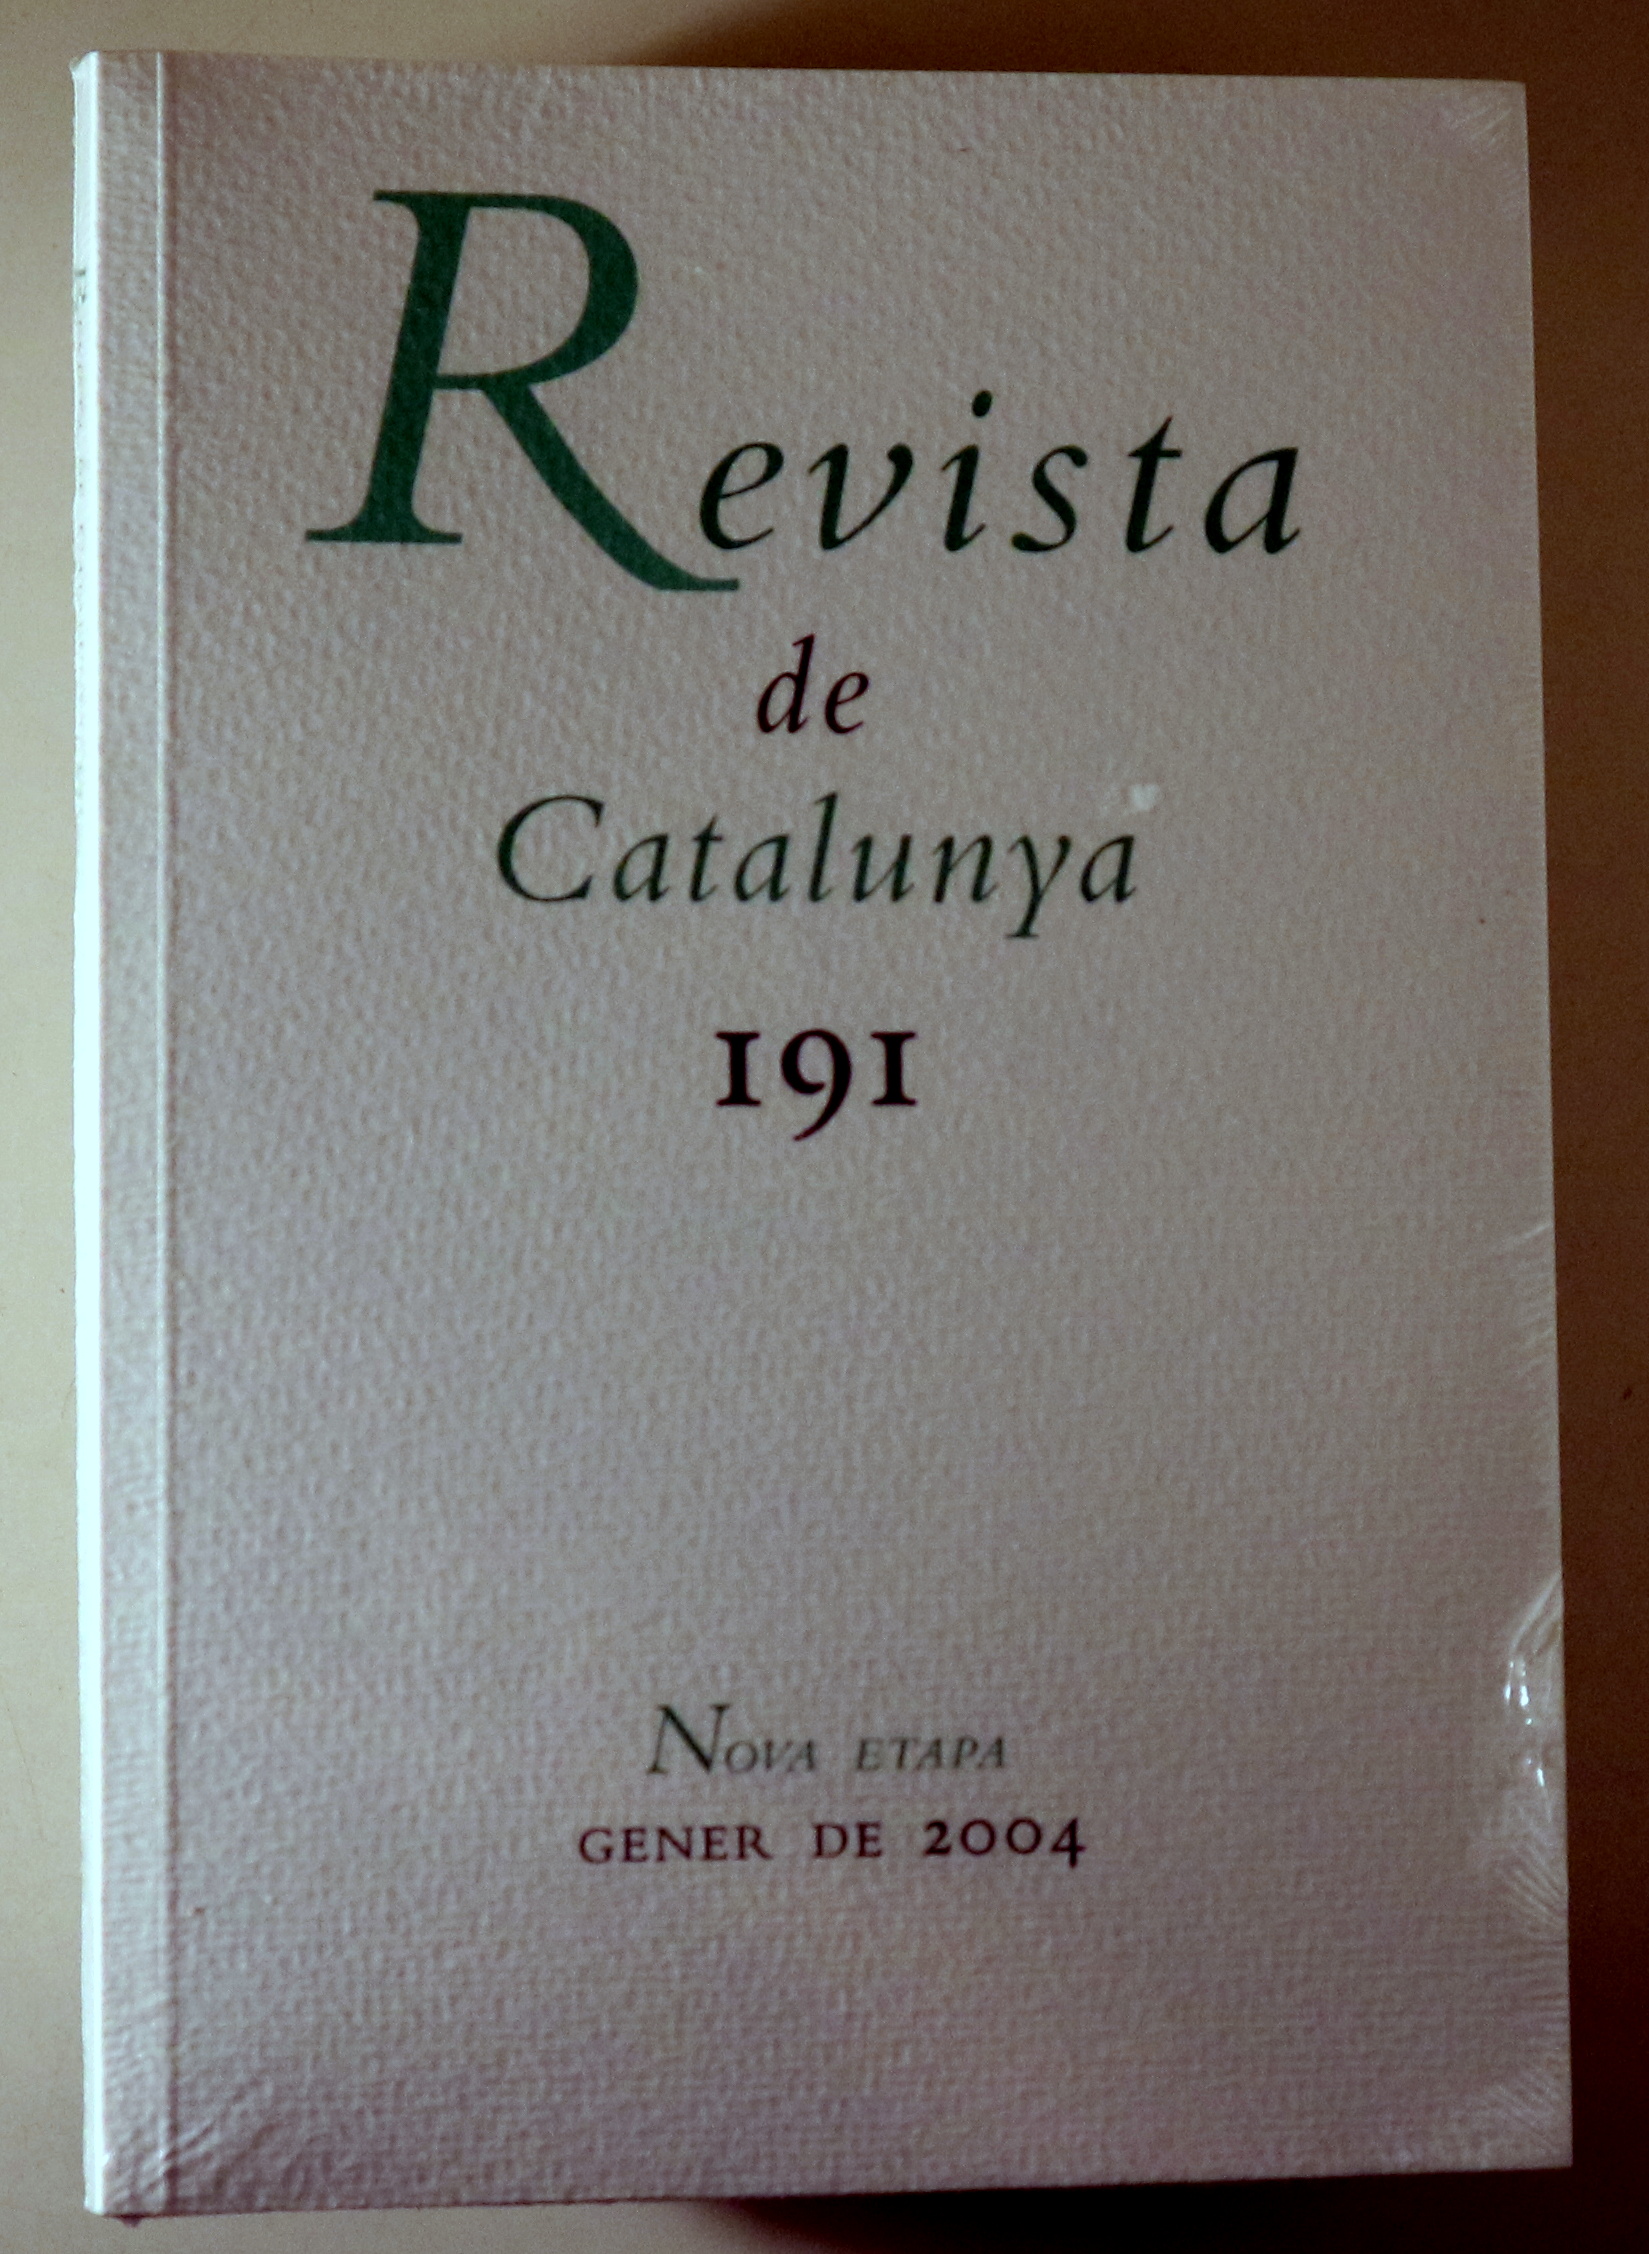 Revista
de
Catalunya
191
Nova etapa
GENER DE 2004